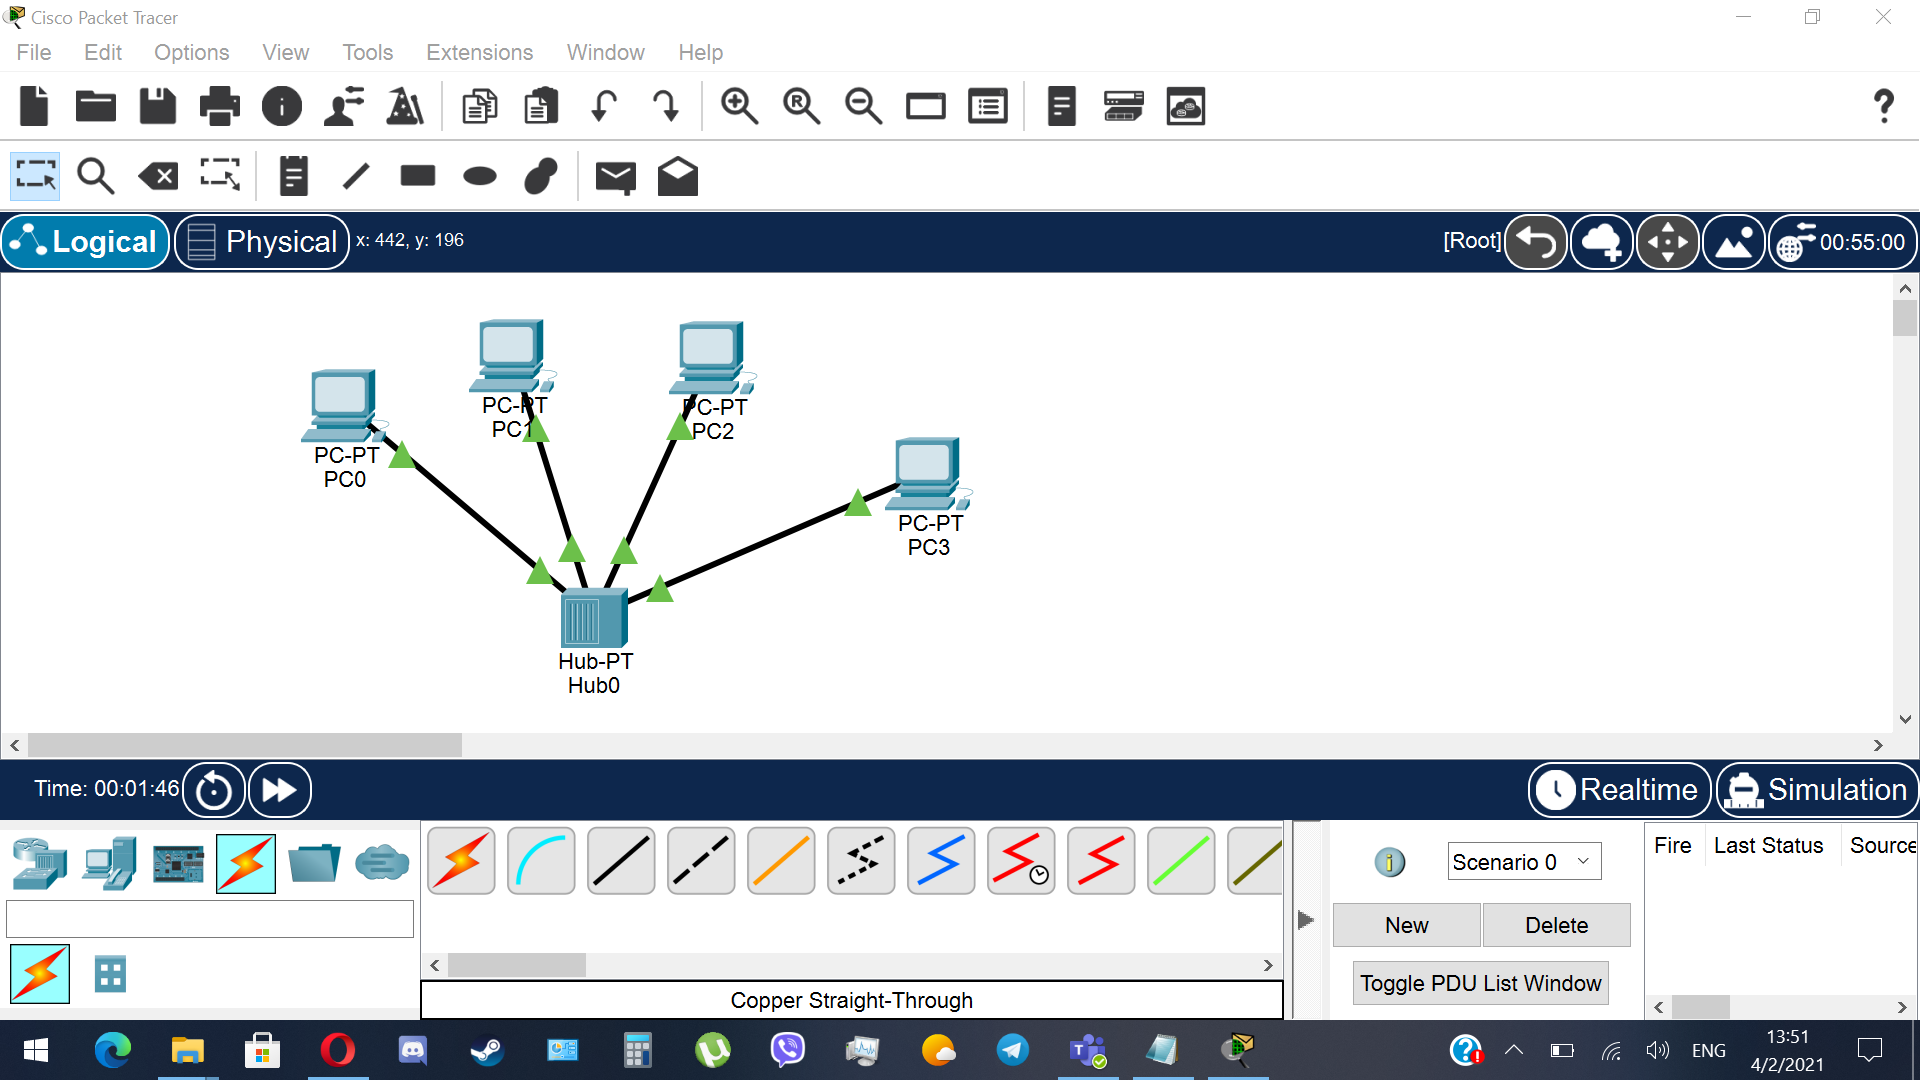 Cisco Packet Tracer
File Edit Options View Tools Extensions Window Help
Logical Physical x: 442, y: 196 [Root] 00:55:00
PC-PT
PC1
PC-PT
PC2
PC-PT
PC0
PC-PT
PC3
Hub-PT
Hub0
Time: 00:01:46 Realtime Simulation
Scenario 0
Fire Last Status Source
New Delete
Toggle PDU List Window
Copper Straight-Through
ENG
13:51
4/2/2021